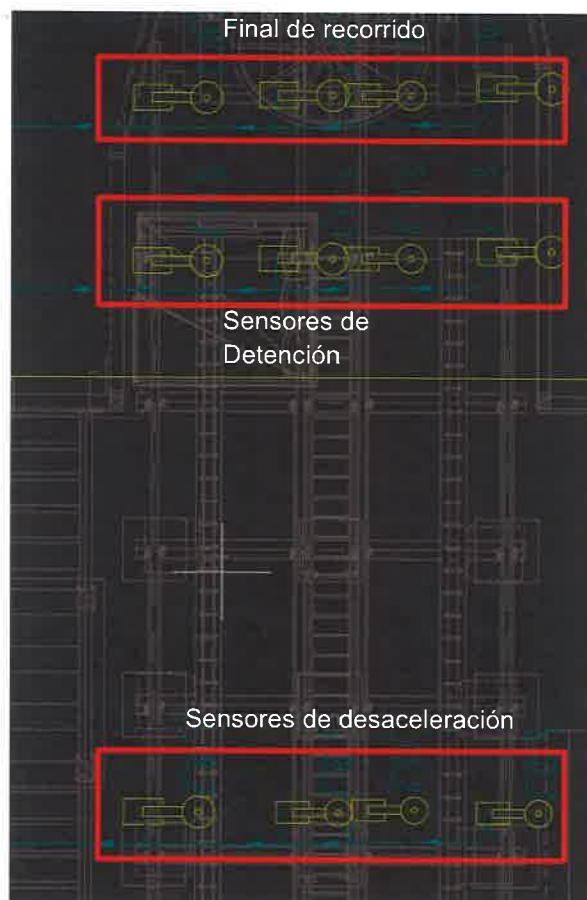 Final de recorrido
Sensores de
Detención
Sensores de desaceleración